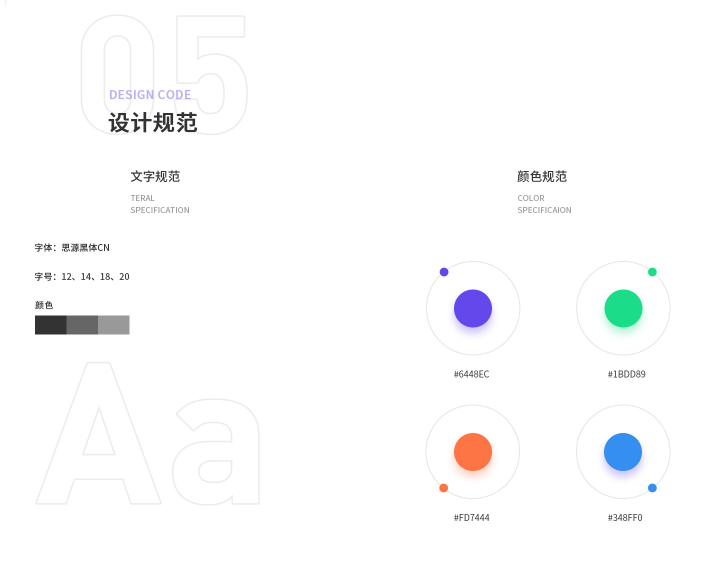 05
DESIGN CODE
设计规范
文字规范
TERAL
SPECIFICATION
字体：思源黑体CN
字号：12、14、18、20
颜色
Aa
颜色规范
COLOR
SPECIFICAION
#6448EC
#1BDD89
#FD7444
#348FF0